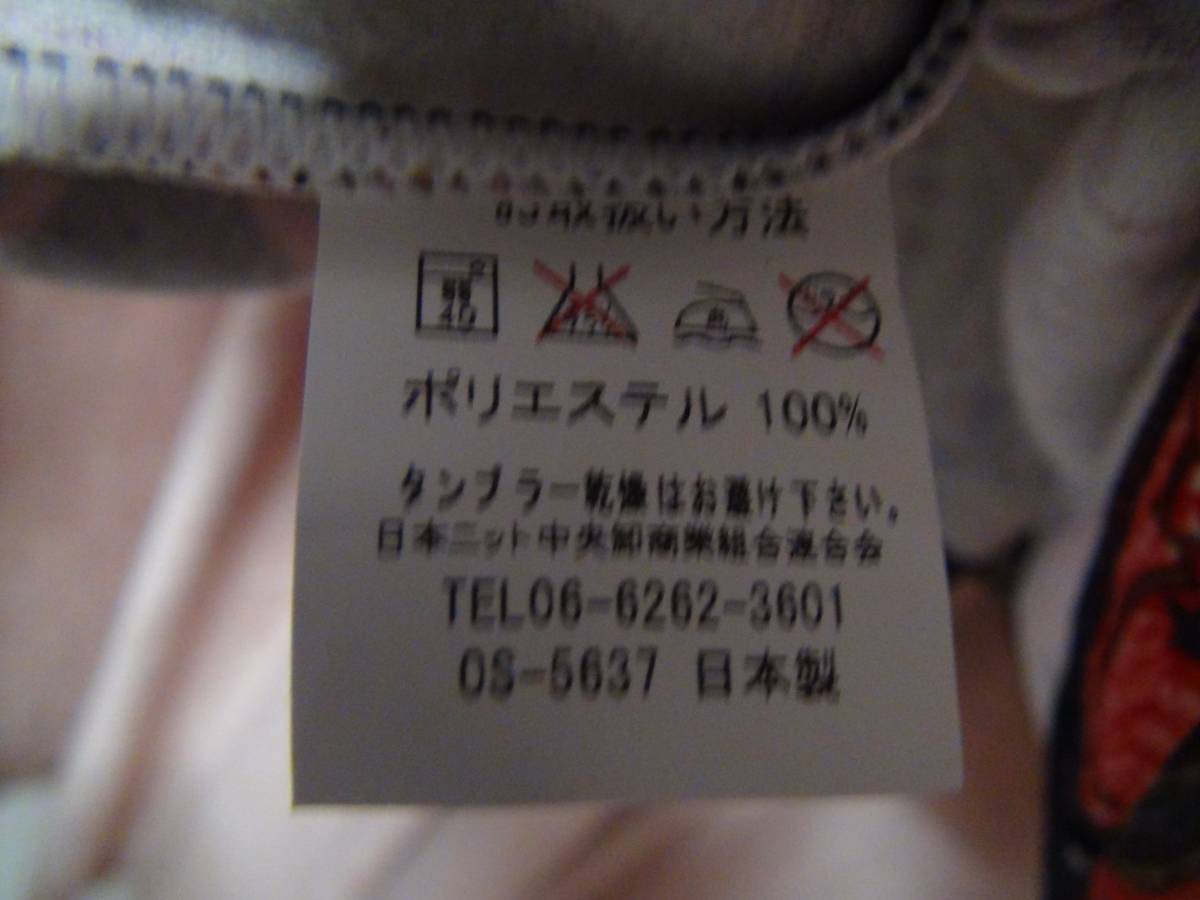 お取扱い方法
40
ポリエステル 100%
タンブラー乾燥はお避け下さい。
日本ニット中央卸商業組合連合会
TEL06-6262-3601
OS-5637 日本製